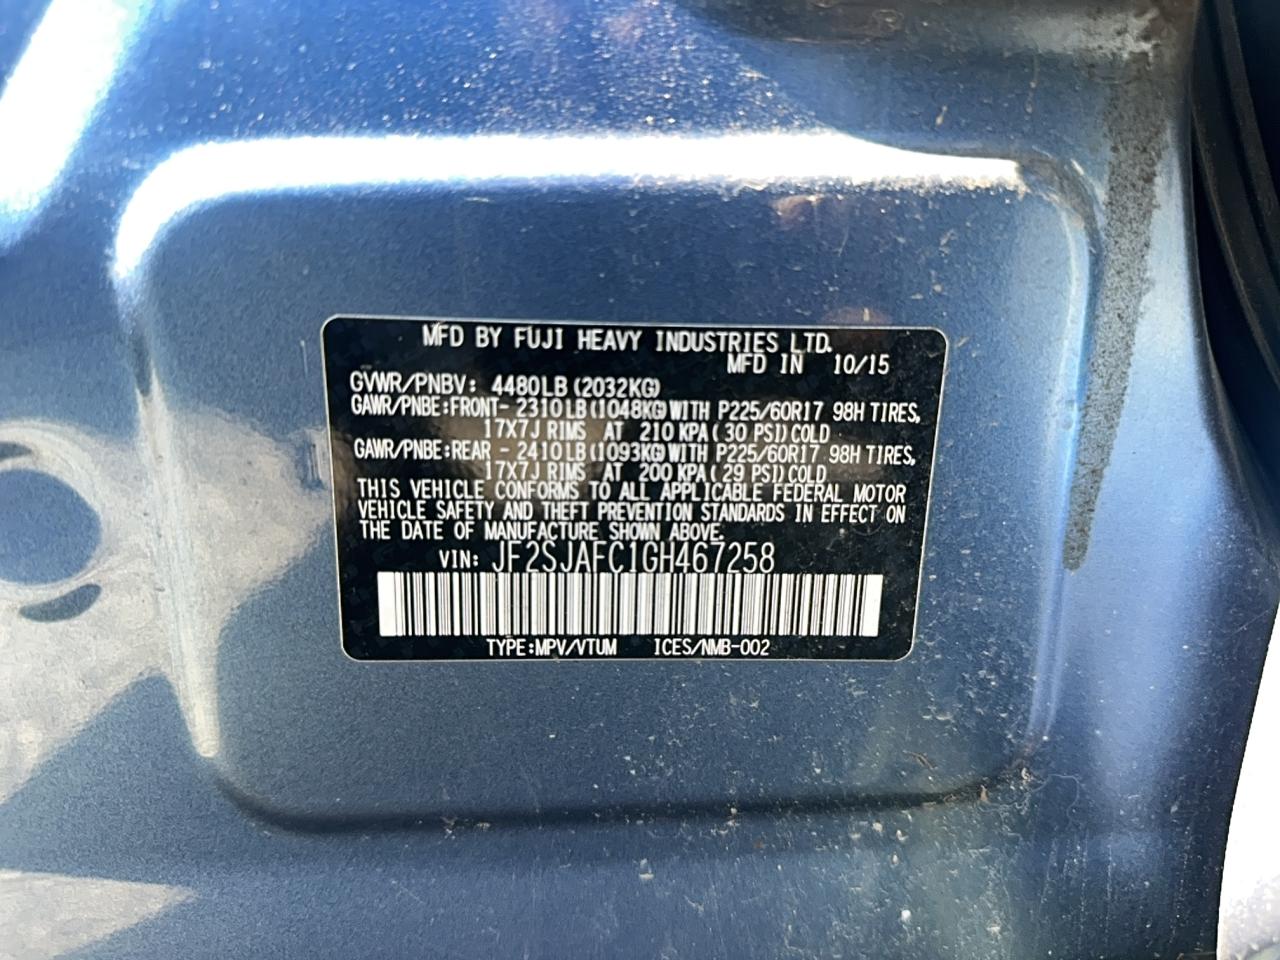 MFD BY FUJI HEAVY INDUSTRIES LTD.
MFD IN 10/15
GVWR/PNBV: 4480LB (2032KG)
GAWR/PNBE:FRONT- 2310LB(1048KG)WITH P225/60R17 98H TIRES,
17X7J RIMS AT 210 KPA( 30 PSI)COLD
GAWR/PNBE:REAR - 2410LB(1093KG)WITH P225/60R17 98H TIRES,
17X7J RIMS AT 200 KPA( 29 PSI)COLD
THIS VEHICLE CONFORMS TO ALL APPLICABLE FEDERAL MOTOR
VEHICLE SAFETY AND THEFT PREVENTION STANDARDS IN EFFECT ON
THE DATE OF MANUFACTURE SHOWN ABOVE.
VIN: JF2SJAFC1GH467258
TYPE:MPV/VTUM ICES/NMB-002